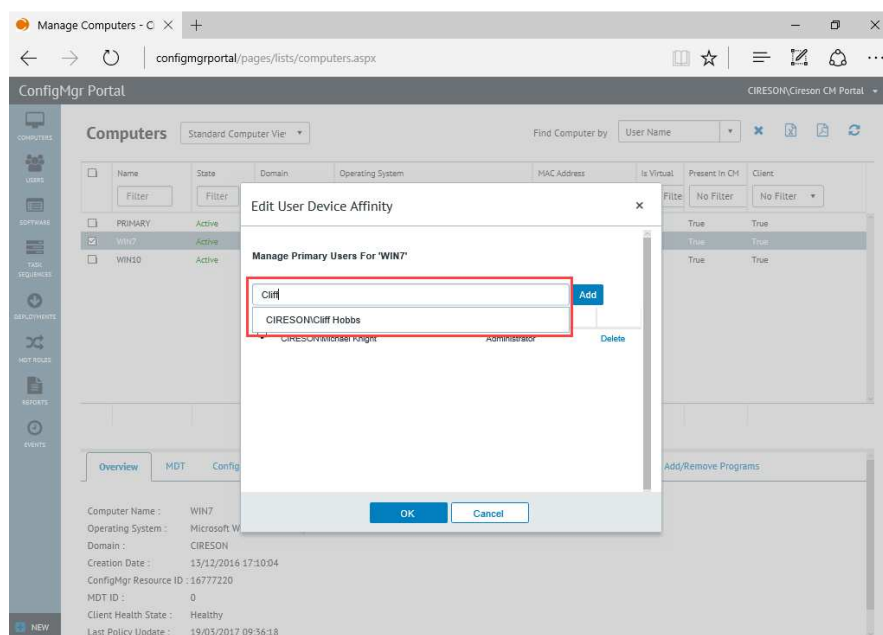 Manage Computers - Ci
configmgrportal/pages/lists/computers.aspx
ConfigMgr Portal
CIRESON\Cireson CM Portal
COMPUTERS
USERS
SOFTWARE
TASK SEQUENCES
DEPLOYMENTS
MDT ROLES
REPORTS
EVENTS
NEW
Computers
Standard Computer Vie
Find Computer by
User Name
Name
State
Domain
Operating System
MAC Address
Is Virtual
Present in CM
Client
Filter
Filter
Filte
No Filter
No Filter
PRIMARY
Active
True
True
WIN7
Active
True
True
WIN10
Active
True
True
Edit User Device Affinity
Manage Primary Users For 'WIN7'
Cliff
Add
CIRESON\Cliff Hobbs
CIRESON\Michael Knight
Administrator
Delete
OK
Cancel
Overview
MDT
Config
Add/Remove Programs
Computer Name :
WIN7
Operating System :
Microsoft W
Domain :
CIRESON
Creation Date :
13/12/2016 17:10:04
ConfigMgr Resource ID :
16777220
MDT ID :
0
Client Health State :
Healthy
Last Policy Update :
19/03/2017 09:36:18